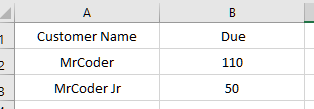 A B
1 Customer Name Due
2 MrCoder 110
3 MrCoder Jr 50